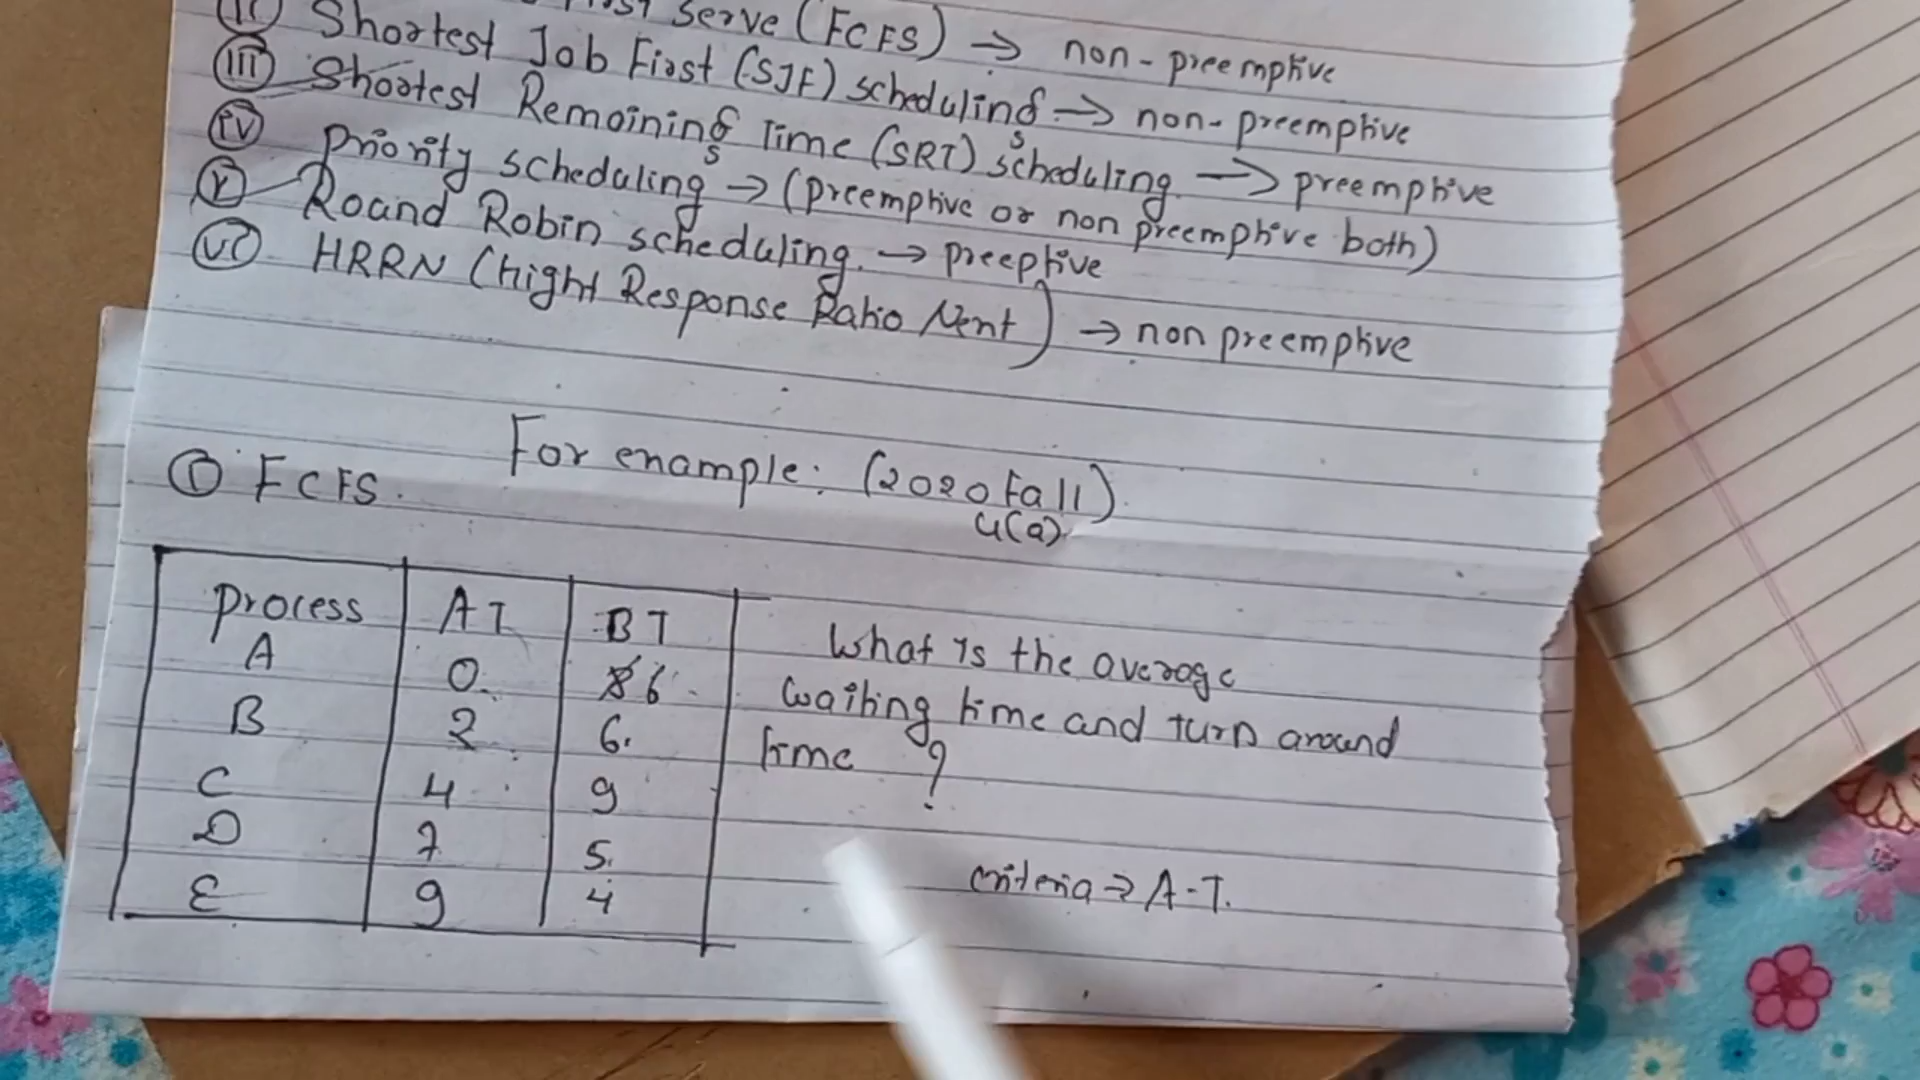 First Serve (FCFS) → non-preemptive
(ii) Shortest Job First (SJF) scheduling → non-preemptive
(iii) Shortest Remaining Time (SRT) scheduling → preemptive
(iv) Priority scheduling → (preemptive or non preemptive both)
(v) Round Robin scheduling. → preeptive
(vi) HRRN (hight Response Ratio Next) → non preemptive
For example: (2020 Fall)
4(a)
(I) FCFS.
Process AT BT
A 0 6
B 2 6
C 4 9
D 7 5
E 9 4
What is the average
waiting time and turn around
time ?
criteria → A-T.